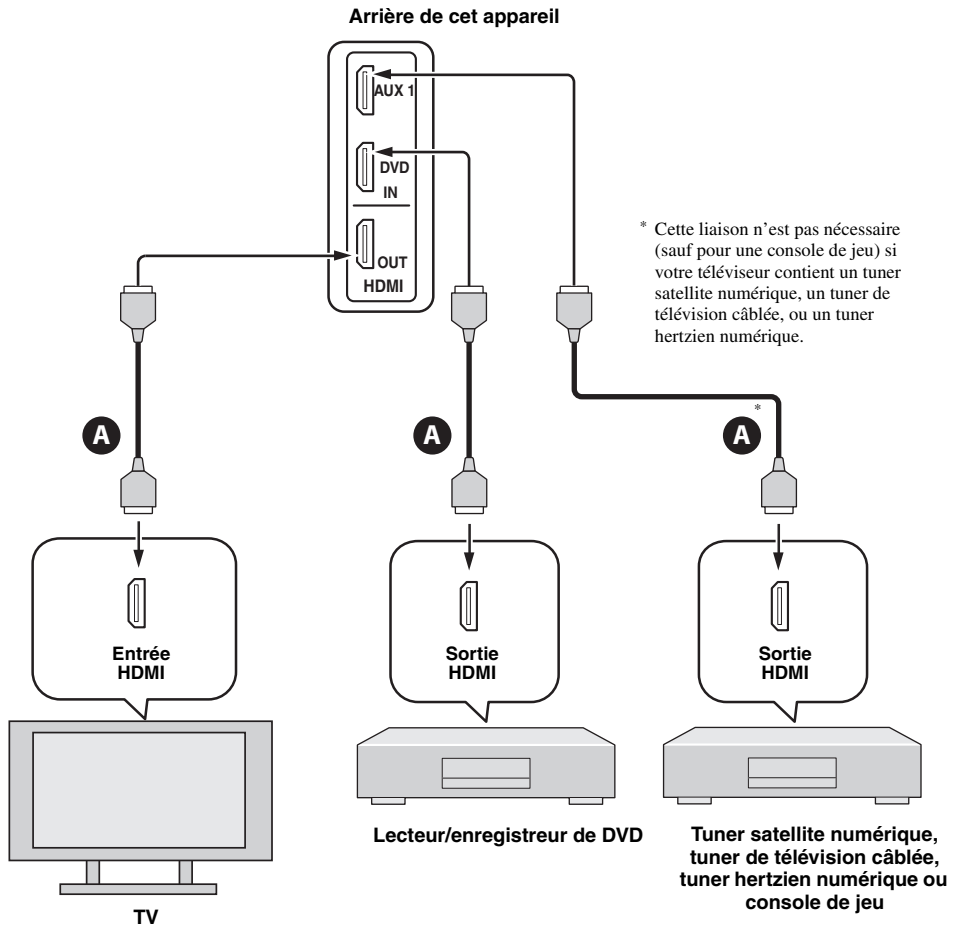 Arrière de cet appareil
AUX 1
DVD
IN
OUT
HDMI
* Cette liaison n'est pas nécessaire
(sauf pour une console de jeu) si
votre téléviseur contient un tuner
satellite numérique, un tuner de
télévision câblée, ou un tuner
hertzien numérique.
A
A
A
*
Entrée
HDMI
Sortie
HDMI
Sortie
HDMI
TV
Lecteur/enregistreur de DVD
Tuner satellite numérique,
tuner de télévision câblée,
tuner hertzien numérique ou
console de jeu